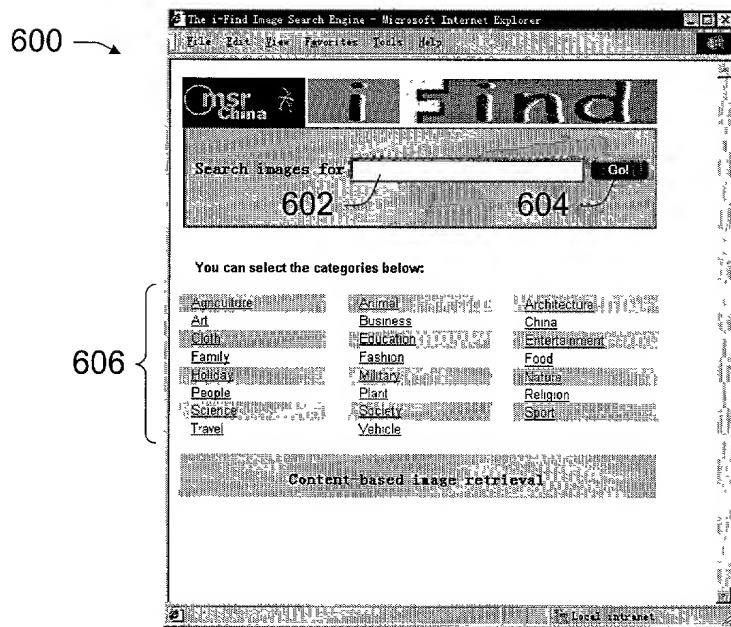 The i-Find Image Search Engine - Microsoft Internet Explorer
600
File Edit View Favorites Tools Help
msr China
i Find
Search images for
Go!
602
604
You can select the categories below:
606
Agriculture Animal Architecture
Art Business China
Cloth Education Entertainment
Family Fashion Food
Holiday Military Nature
People Plant Religion
Science Society Sport
Travel Vehicle
Content-based image retrieval
Local intranet